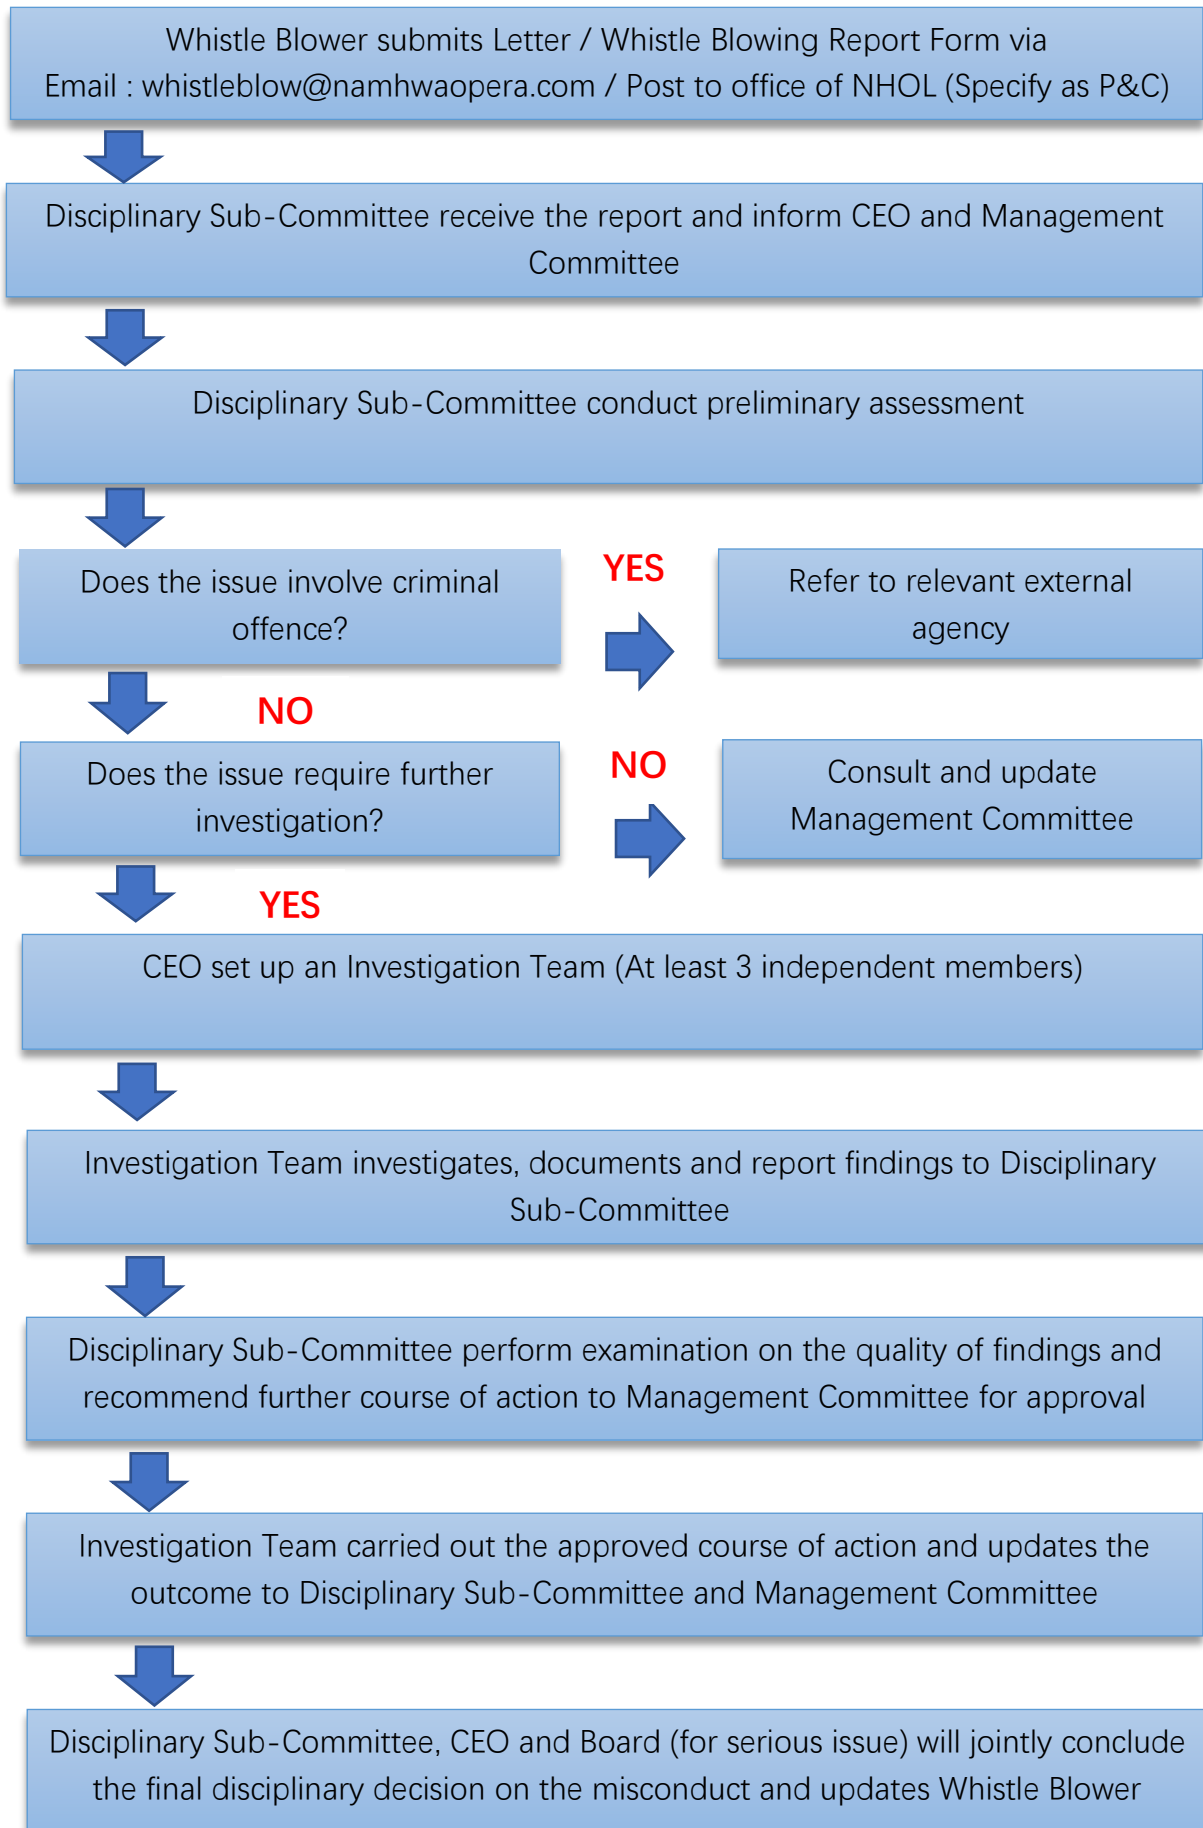 Whistle Blower submits Letter / Whistle Blowing Report Form via
Email : whistleblow@namhwaopera.com / Post to office of NHOL (Specify as P&C)
Disciplinary Sub-Committee receive the report and inform CEO and Management
Committee
Disciplinary Sub-Committee conduct preliminary assessment
Does the issue involve criminal
offence?
YES
Refer to relevant external
agency
NO
Does the issue require further
investigation?
NO
Consult and update
Management Committee
YES
CEO set up an Investigation Team (At least 3 independent members)
Investigation Team investigates, documents and report findings to Disciplinary
Sub-Committee
Disciplinary Sub-Committee perform examination on the quality of findings and
recommend further course of action to Management Committee for approval
Investigation Team carried out the approved course of action and updates the
outcome to Disciplinary Sub-Committee and Management Committee
Disciplinary Sub-Committee, CEO and Board (for serious issue) will jointly conclude
the final disciplinary decision on the misconduct and updates Whistle Blower